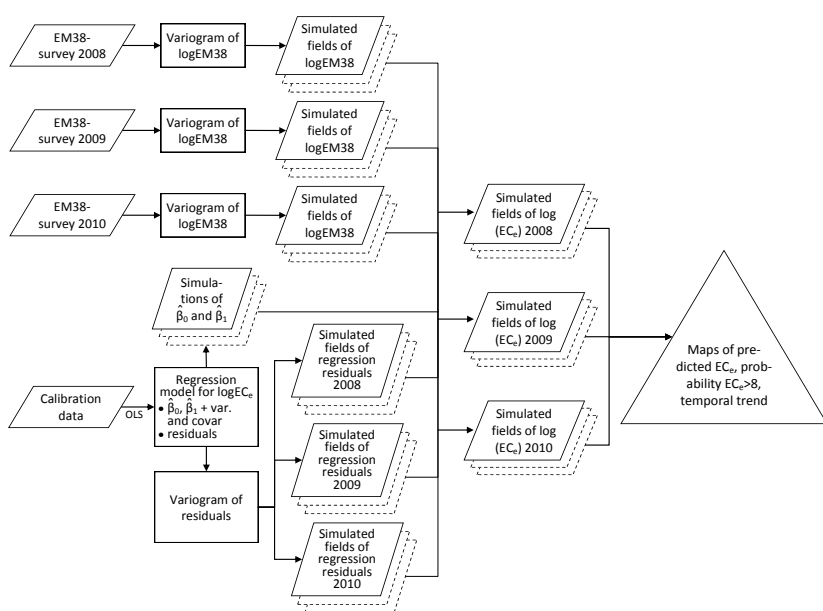 EM38-
survey 2008
Variogram of
logEM38
Simulated
fields of
logEM38
EM38-
survey 2009
Variogram of
logEM38
Simulated
fields of
logEM38
EM38-
survey 2010
Variogram of
logEM38
Simulated
fields of
logEM38
Simulated
fields of log
(ECₑ) 2008
Simula-
tions of
β̂₀ and β̂₁
Simulated
fields of log
(ECₑ) 2009
Simulated
fields of
regression
residuals
2008
Maps of pre-
dicted ECₑ, prob-
ability ECₑ>8,
temporal trend
Calibration
data
OLS
Regression
model for logECₑ
• β̂₀, β̂₁ + var.
and covar
• residuals
Simulated
fields of log
(ECₑ) 2010
Simulated
fields of
regression
residuals
2009
Variogram of
residuals
Simulated
fields of
regression
residuals
2010